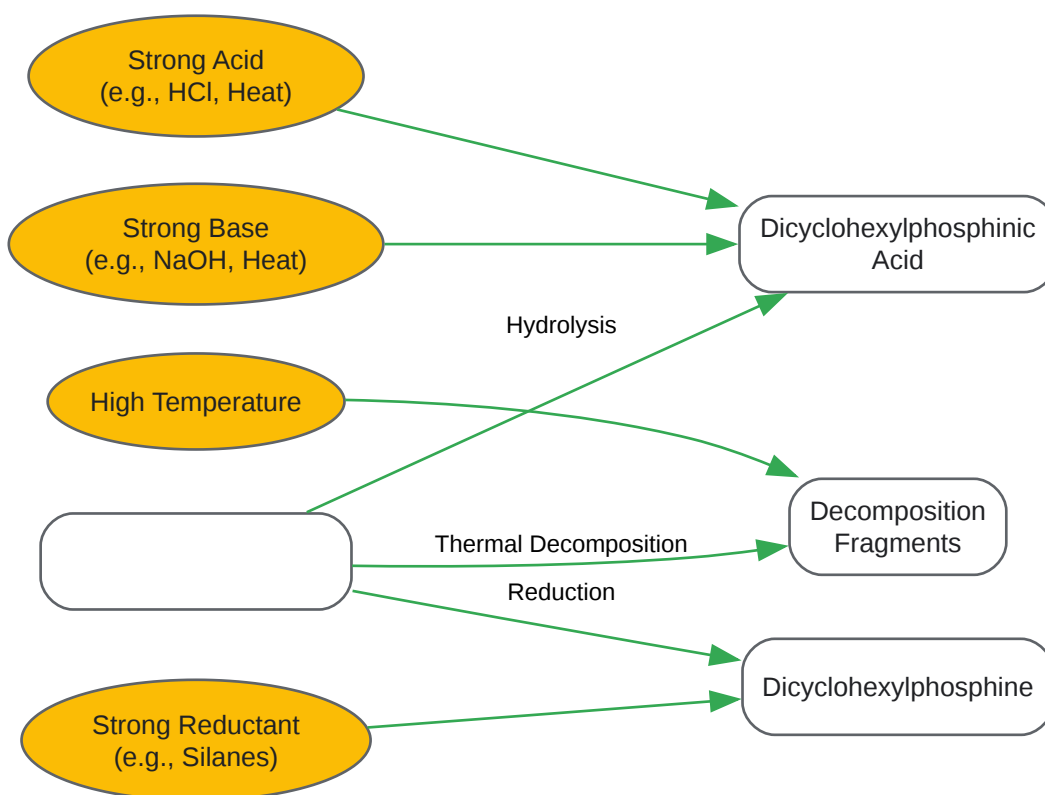 Strong Acid
(e.g., HCl, Heat)
Strong Base
(e.g., NaOH, Heat)
Dicyclohexylphosphinic
Acid
Hydrolysis
High Temperature
Decomposition
Fragments
Thermal Decomposition
Reduction
Dicyclohexylphosphine
Strong Reductant
(e.g., Silanes)